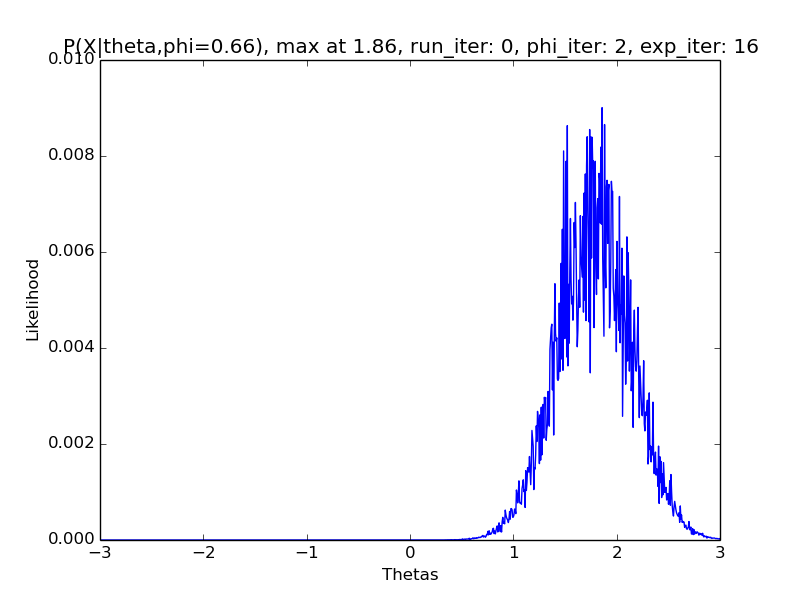 P(X|theta,phi=0.66), max at 1.86, run_iter: 0, phi_iter: 2, exp_iter: 16
0.010
0.008
0.006
0.004
0.002
0.000
Likelihood
−3 −2 −1 0 1 2 3
Thetas